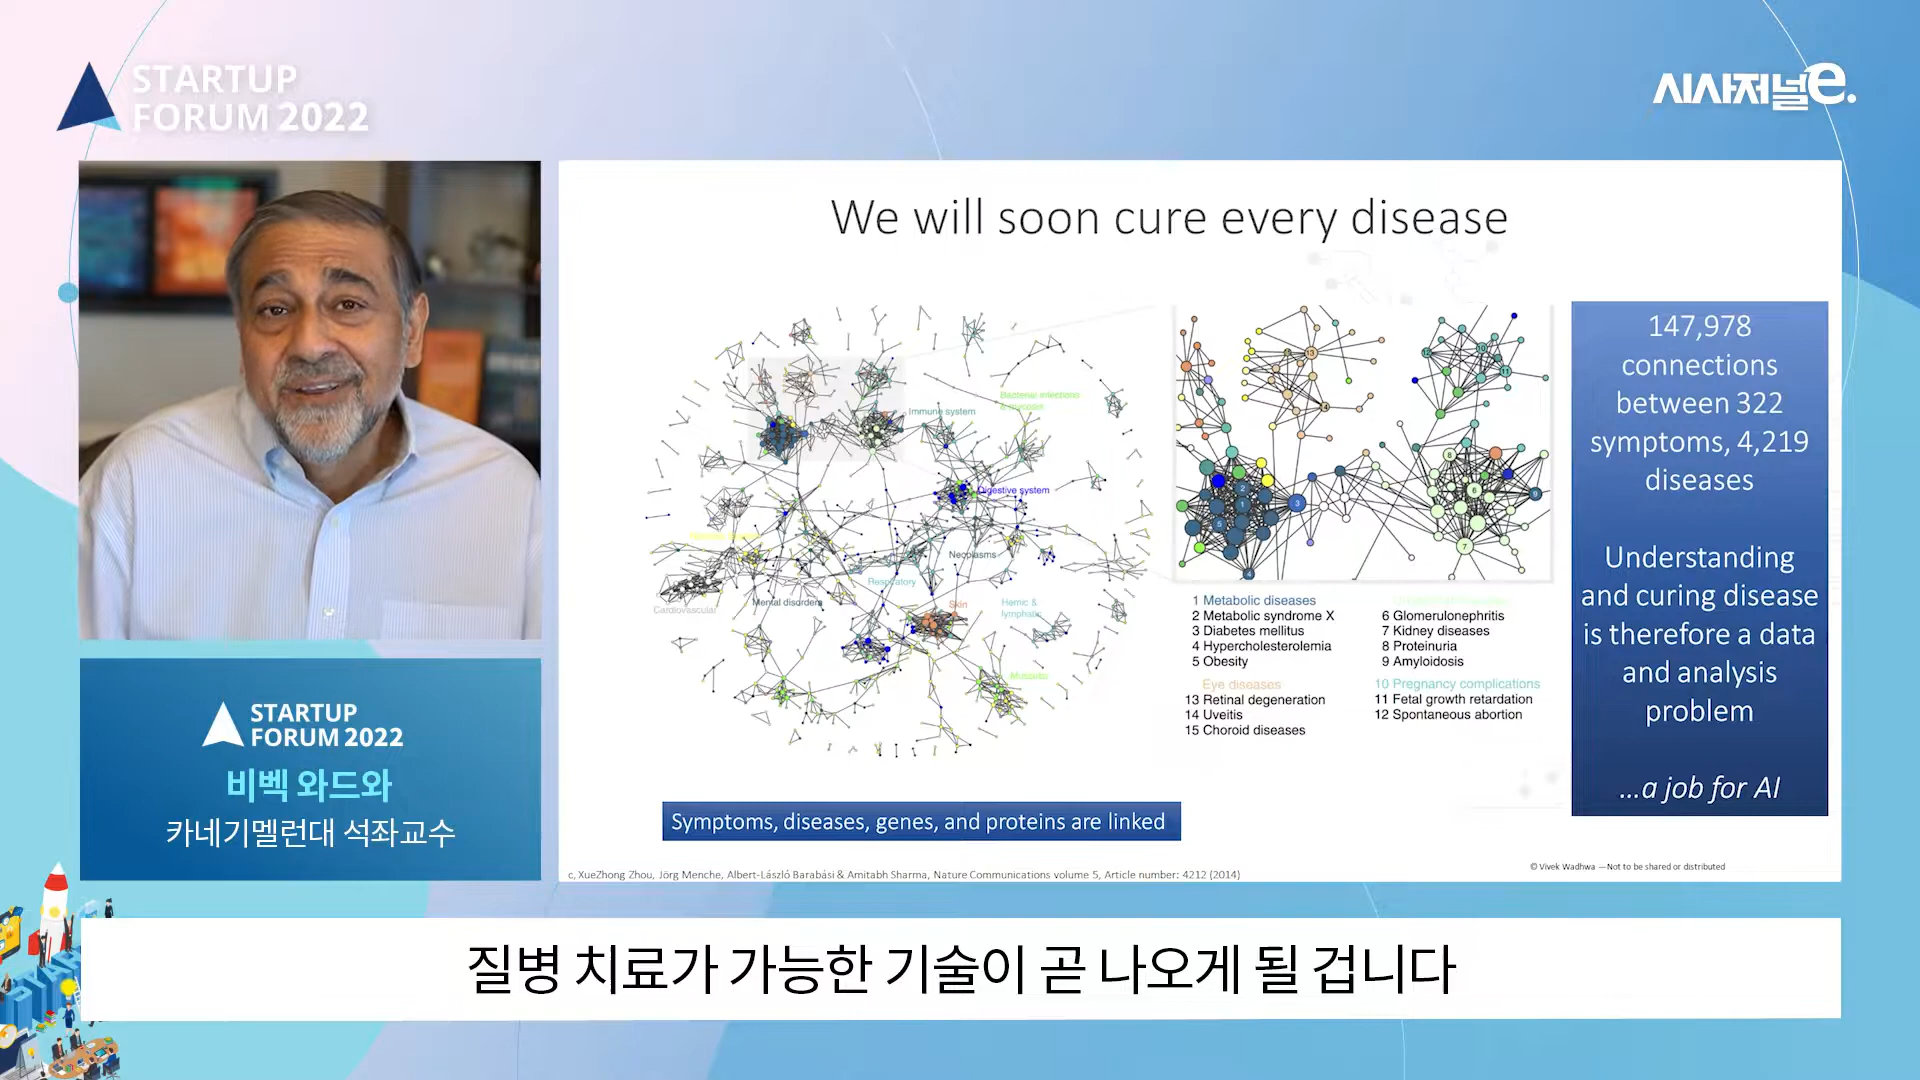 STARTUP
FORUM 2022
시사저널e.
We will soon cure every disease
Immune system
Bacterial infections
& mycoses
Digestive system
Neoplasms
Respiratory
Cardiovascular
Mental disorders
Skin
Hemic &
lymphatic
1 Metabolic diseases
2 Metabolic syndrome X
3 Diabetes mellitus
4 Hypercholesterolemia
5 Obesity
6 Glomerulonephritis
7 Kidney diseases
8 Proteinuria
9 Amyloidosis
Eye diseases
13 Retinal degeneration
14 Uveitis
15 Choroid diseases
10 Pregnancy complications
11 Fetal growth retardation
12 Spontaneous abortion
147,978
connections
between 322
symptoms, 4,219
diseases
Understanding
and curing disease
is therefore a data
and analysis
problem
...a job for AI
Symptoms, diseases, genes, and proteins are linked
© Vivek Wadhwa —Not to be shared or distributed
c, XueZhong Zhou, Jörg Menche, Albert-László Barabási & Amitabh Sharma, Nature Communications volume 5, Article number: 4212 (2014)
STARTUP
FORUM 2022
비벡 와드와
카네기멜런대 석좌교수
질병 치료가 가능한 기술이 곧 나오게 될 겁니다